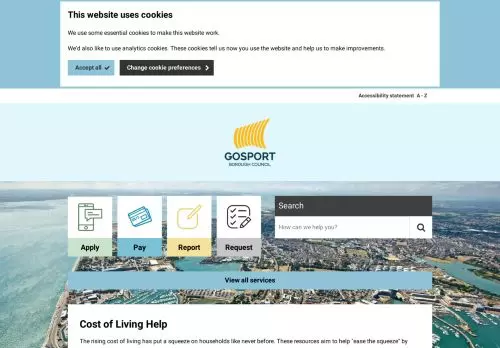 This website uses cookies
We use some essential cookies to make this website work.
We'd also like to use analytics cookies. These cookies tell us now you use the website and help us to make improvements.
Accept all
Change cookie preferences
Accessibility statement A - Z
GOSPORT
BOROUGH COUNCIL
Search
How can we help you?
Apply
Pay
Report
Request
View all services
Cost of Living Help
The rising cost of living has put a squeeze on households like never before. These resources aim to help 'ease the squeeze' by